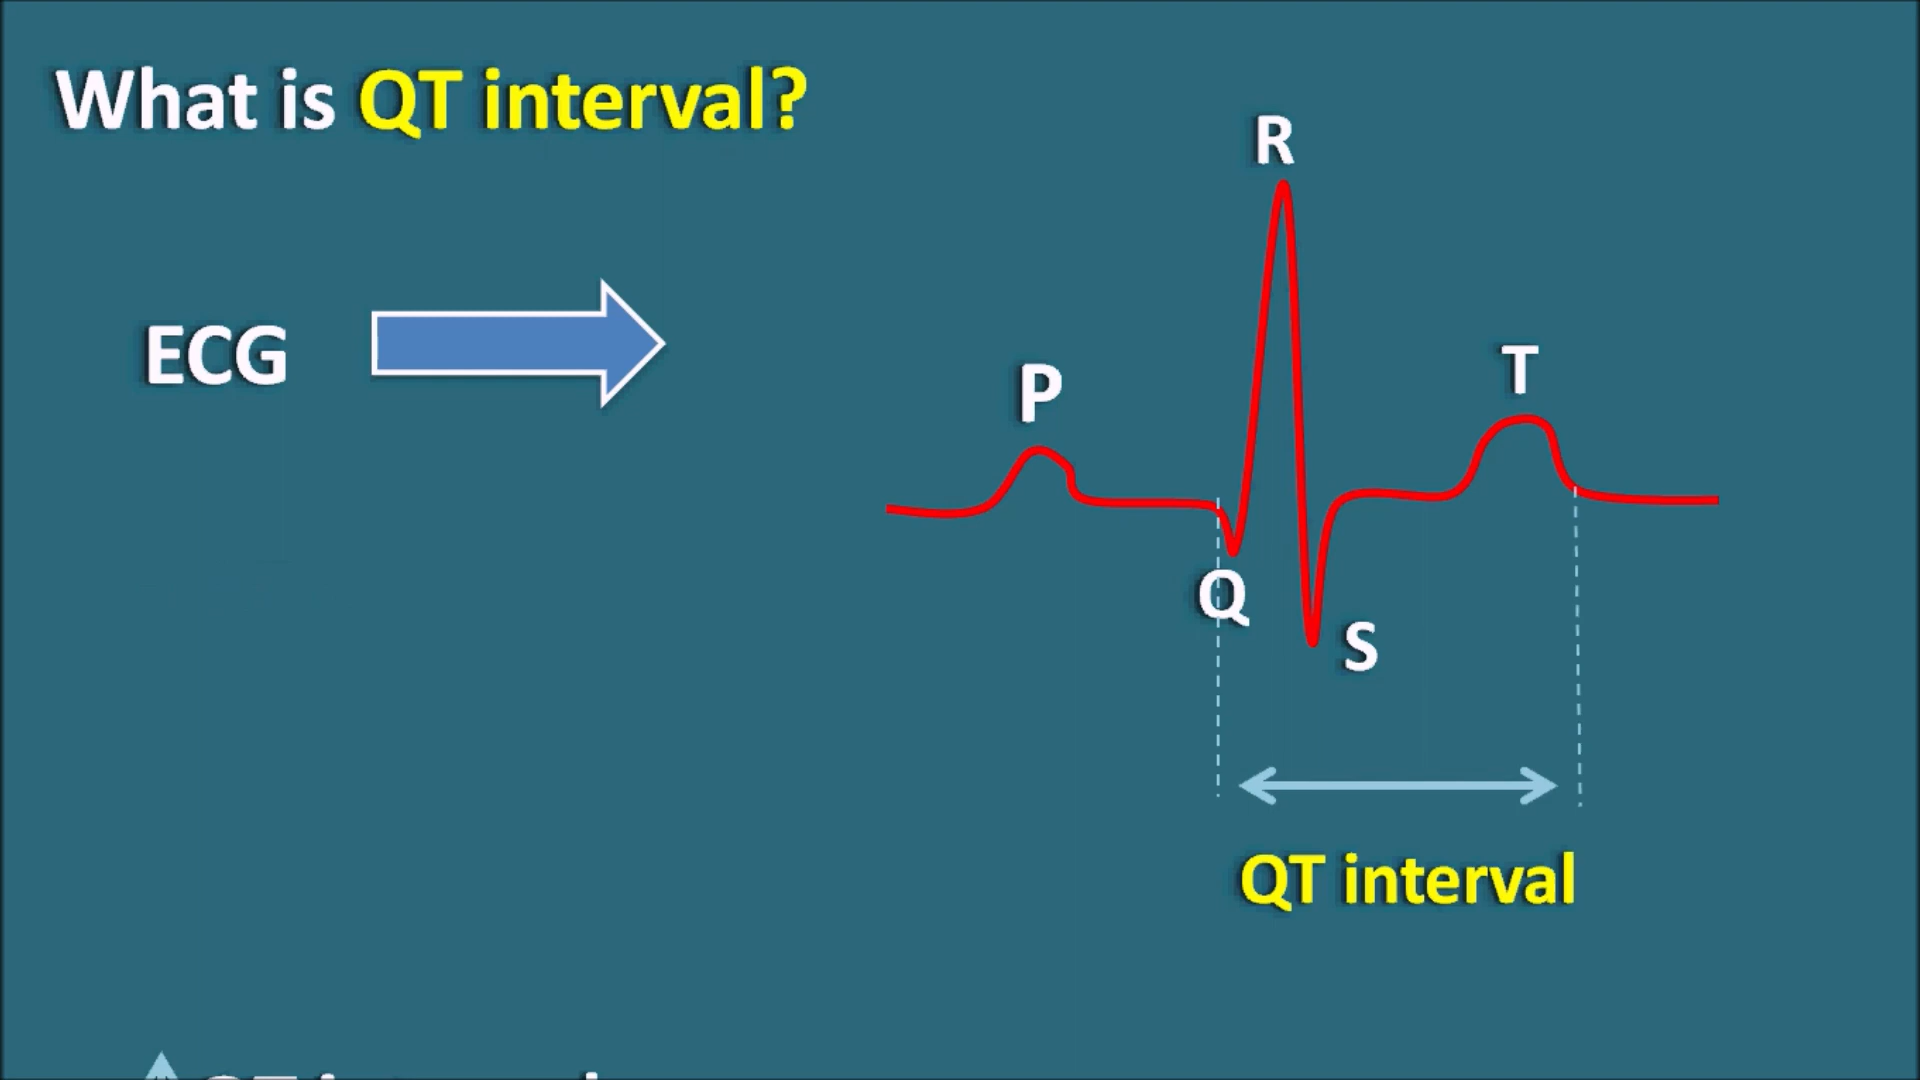 What is QT interval?
R
ECG
T
P
Q
S
QT interval